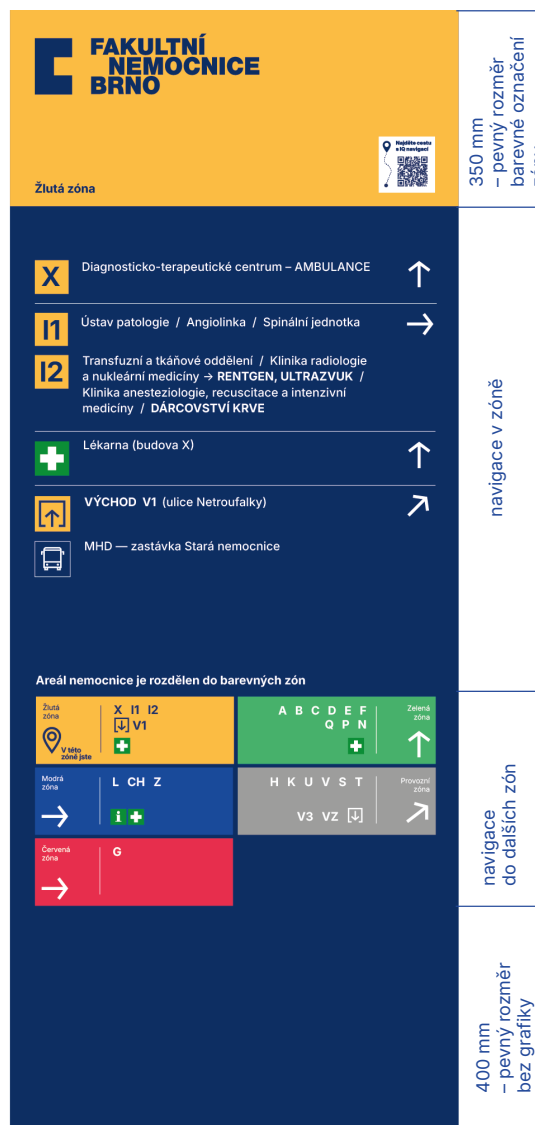 FAKULTNÍ
NEMOCNICE
BRNO
Najděte cestu
s IQ navigací
Žlutá zóna
X Diagnosticko-terapeutické centrum – AMBULANCE
I1 Ústav patologie / Angiolinka / Spinální jednotka
I2 Transfuzní a tkáňové oddělení / Klinika radiologie
a nukleární medicíny → RENTGEN, ULTRAZVUK /
Klinika anesteziologie, recuscitace a intenzivní
medicíny / DÁRCOVSTVÍ KRVE
Lékarna (budova X)
VÝCHOD V1 (ulice Netroufalky)
MHD — zastávka Stará nemocnice
Areál nemocnice je rozdělen do barevných zón
Žlutá
zóna
V této
zóně jste
X I1 I2
V1
A B C D E F
Q P N
Zelená
zóna
Modrá
zóna
L CH Z
i
H K U V S T
V3 VZ
Provozní
zóna
Červená
zóna
G
350 mm
– pevný rozměr
barevné označení
navigace v zóně
navigace
do dalších zón
400 mm
– pevný rozměr
bez grafiky